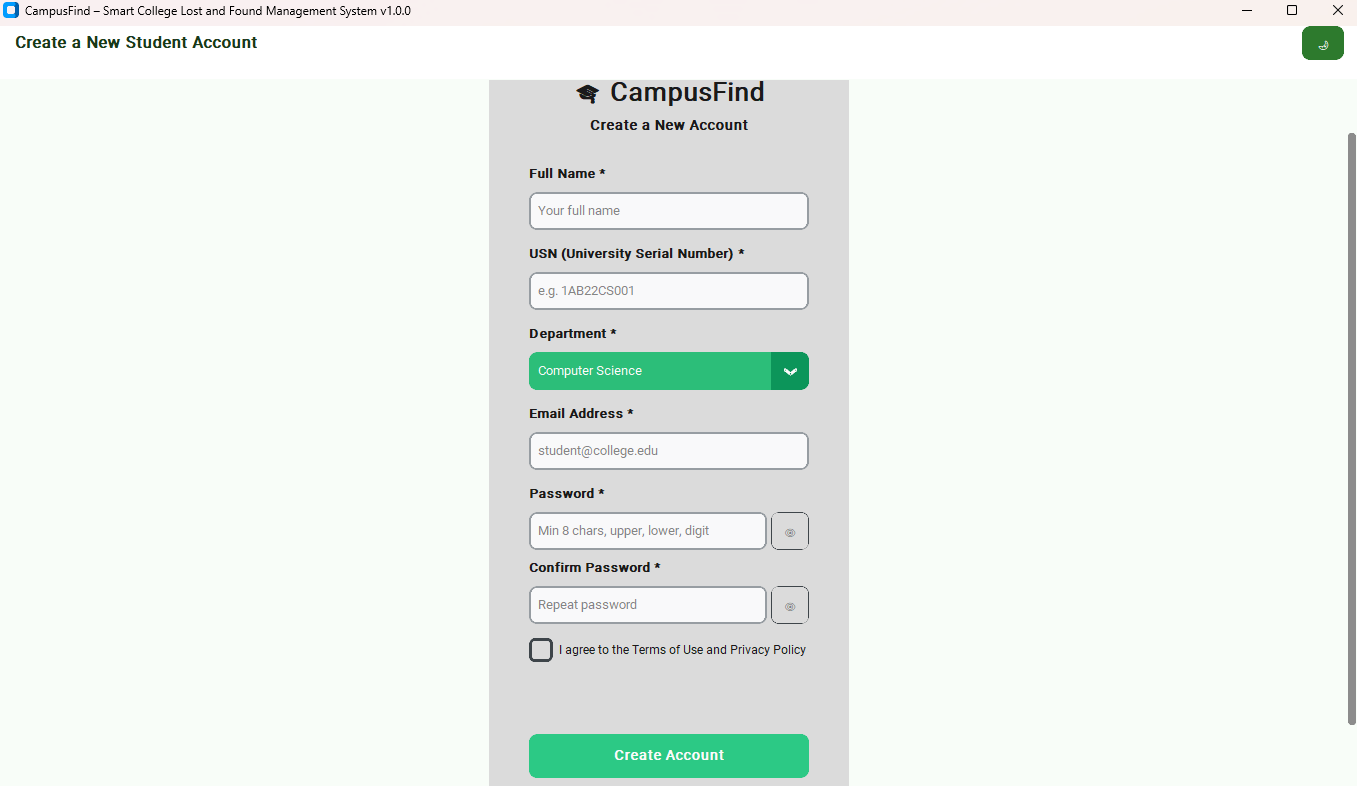 CampusFind – Smart College Lost and Found Management System v1.0.0
Create a New Student Account
CampusFind
Create a New Account
Full Name *
Your full name
USN (University Serial Number) *
e.g. 1AB22CS001
Department *
Computer Science
Email Address *
student@college.edu
Password *
Min 8 chars, upper, lower, digit
Confirm Password *
Repeat password
I agree to the Terms of Use and Privacy Policy
Create Account